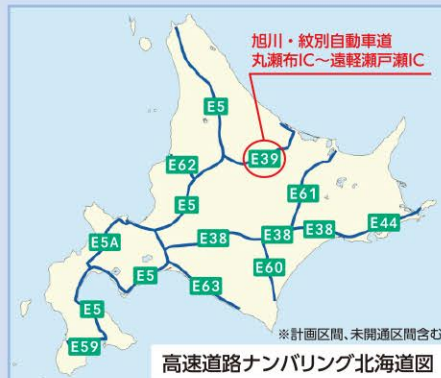 旭川・紋別自動車道
丸瀬布IC～遠軽瀬戸瀬IC
E5
E39
E62
E61
E5
E44
E5A
E38
E38
E38
E5
E63
E60
E5
E59
※計画区間、未開通区間含む
高速道路ナンバリング北海道図